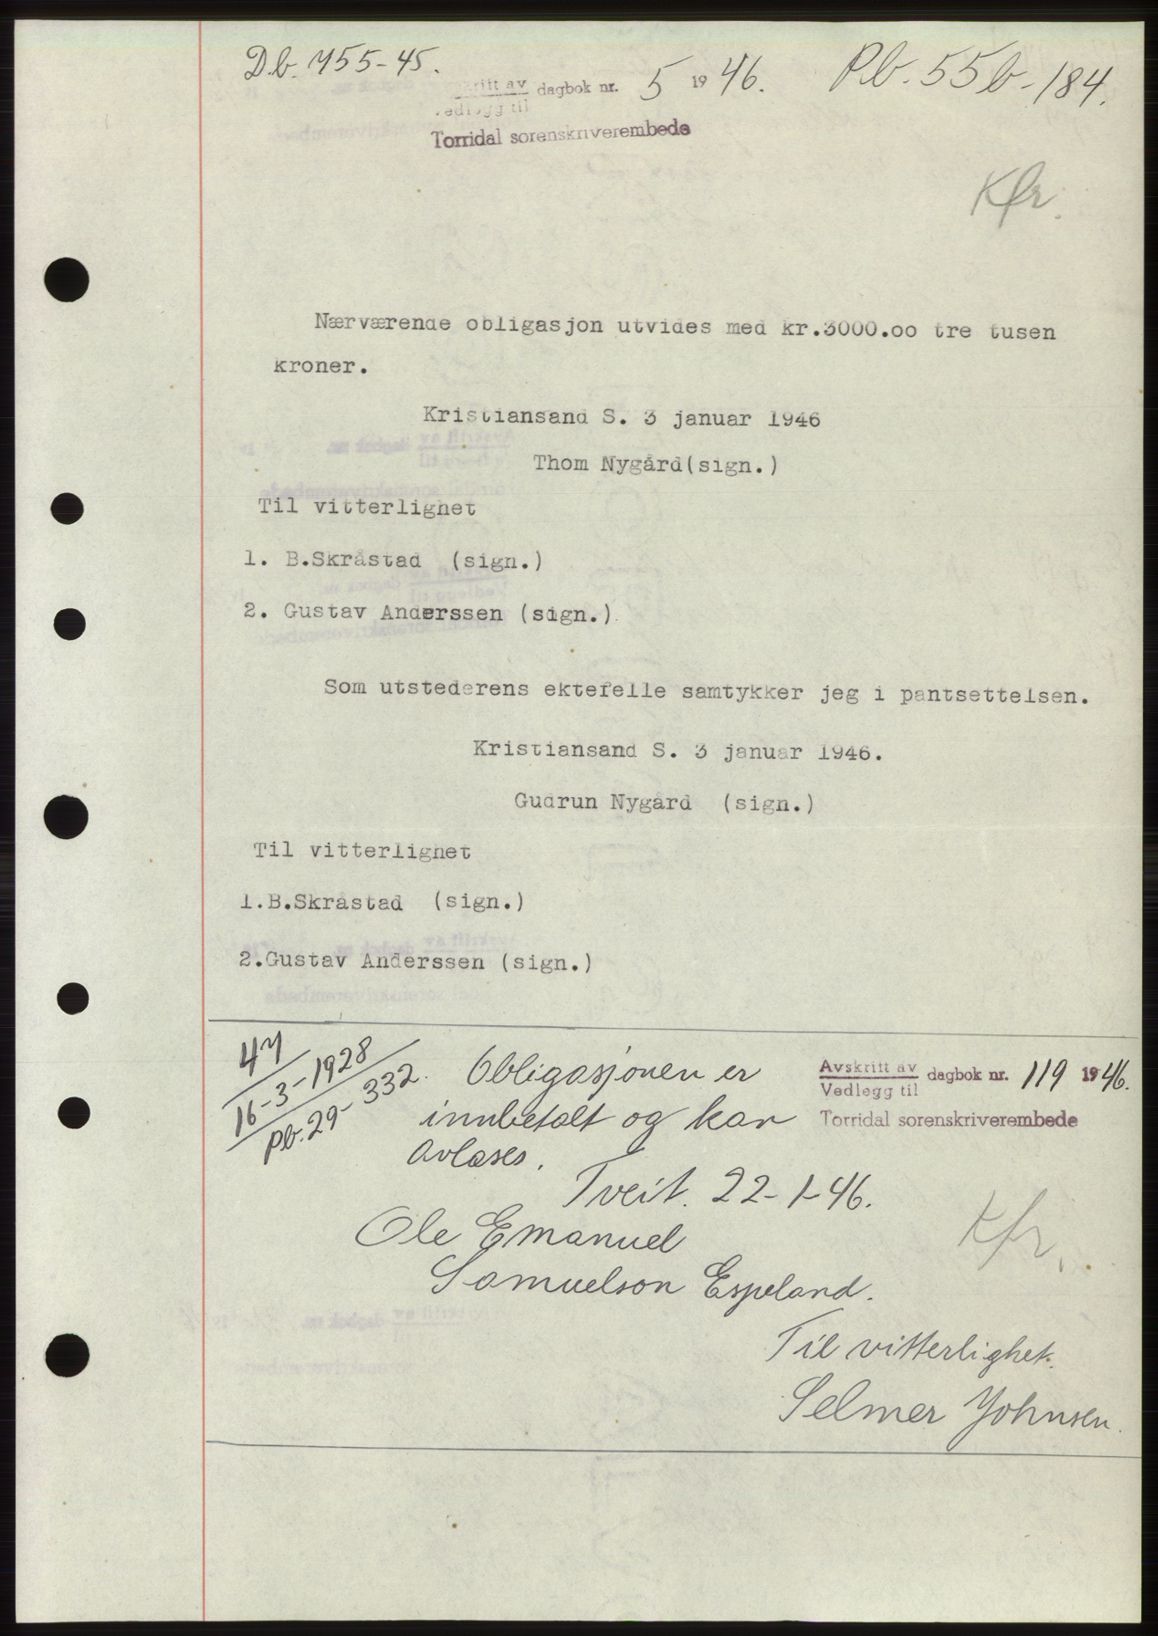 Db. 755-45.
Avskrift av
Vedlegg til
dagbok nr. 5 1946.
Torridal sorenskriverembede
Pb. 55b-184.
Kfr.
Nærværende obligasjon utvides med kr.3000.oo tre tusen
kroner.
Kristiansand S. 3 januar 1946
Thom Nygård(sign.)
Til vitterlighet
1. B.Skråstad (sign.)
2. Gustav Anderssen (sign.)
Som utstederens ektefelle samtykker jeg i pantsettelsen.
Kristiansand S. 3 januar 1946.
Gudrun Nygård (sign.)
Til vitterlighet
1.B.Skråstad (sign.)
2.Gustav Anderssen (sign.)
47
16-3-1928
Pb. 29-332.
Avskritt av
Vedlegg til
dagbok nr. 119 1946.
Torridal sorenskriverembede
Obligasjonen er
innbetalt og kan
avlæses.
Tveit. 22-1-46.
Kfr.
Ole Emanuel
Samuelson Espeland.
Til vitterlighet.
Selmer Johnsen.